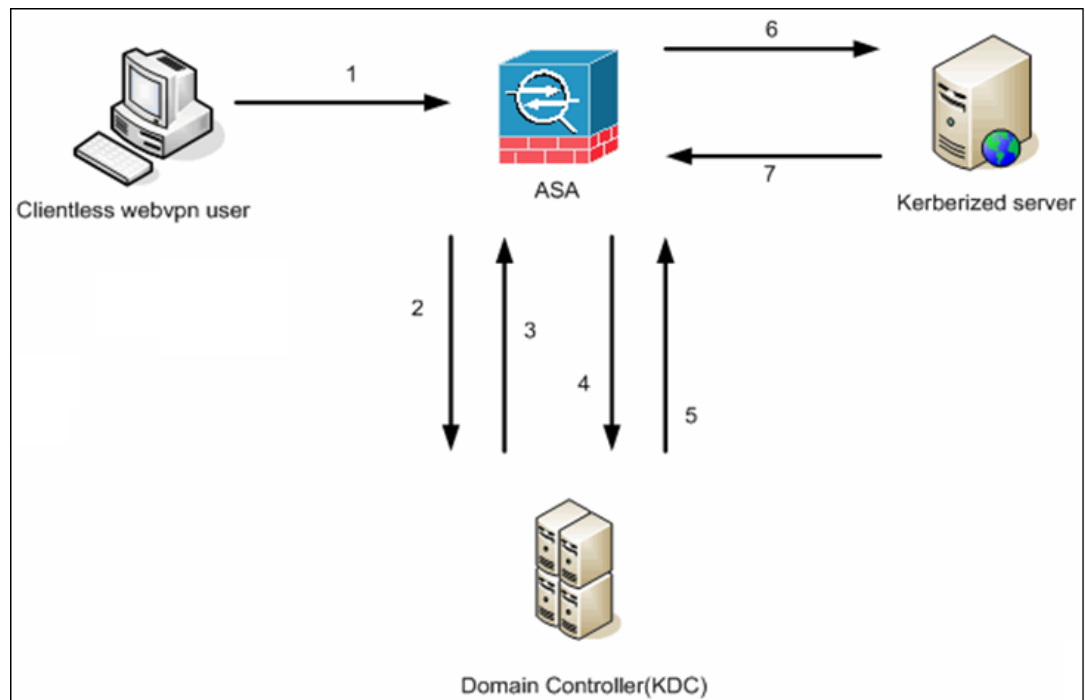 6
1
ASA
7
Clientless webvpn user
Kerberized server
2
3
4
5
Domain Controller(KDC)